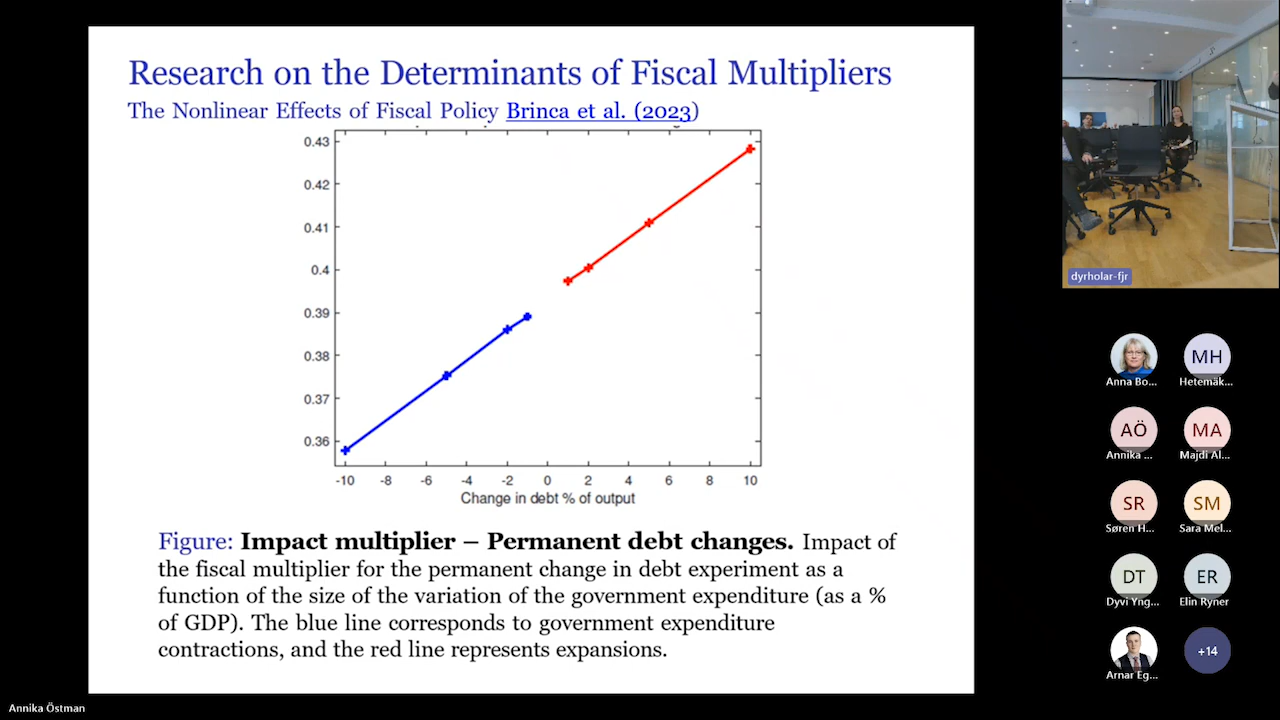 Research on the Determinants of Fiscal Multipliers
The Nonlinear Effects of Fiscal Policy Brinca et al. (2023)
0.43
0.42
0.41
0.4
0.39
0.38
0.37
0.36
-10 -8 -6 -4 -2 0 2 4 6 8 10
Change in debt % of output
Figure: Impact multiplier – Permanent debt changes. Impact of
the fiscal multiplier for the permanent change in debt experiment as a
function of the size of the variation of the government expenditure (as a %
of GDP). The blue line corresponds to government expenditure
contractions, and the red line represents expansions.
dyrholar-fjr
MH
Anna Bo... Hetemäk...
AÖ MA
Annika ... Majdi Al...
SR SM
Søren H... Sara Mel...
DT ER
Dyvi Yng... Elin Ryner
+14
Arnar Eg...
Annika Östman